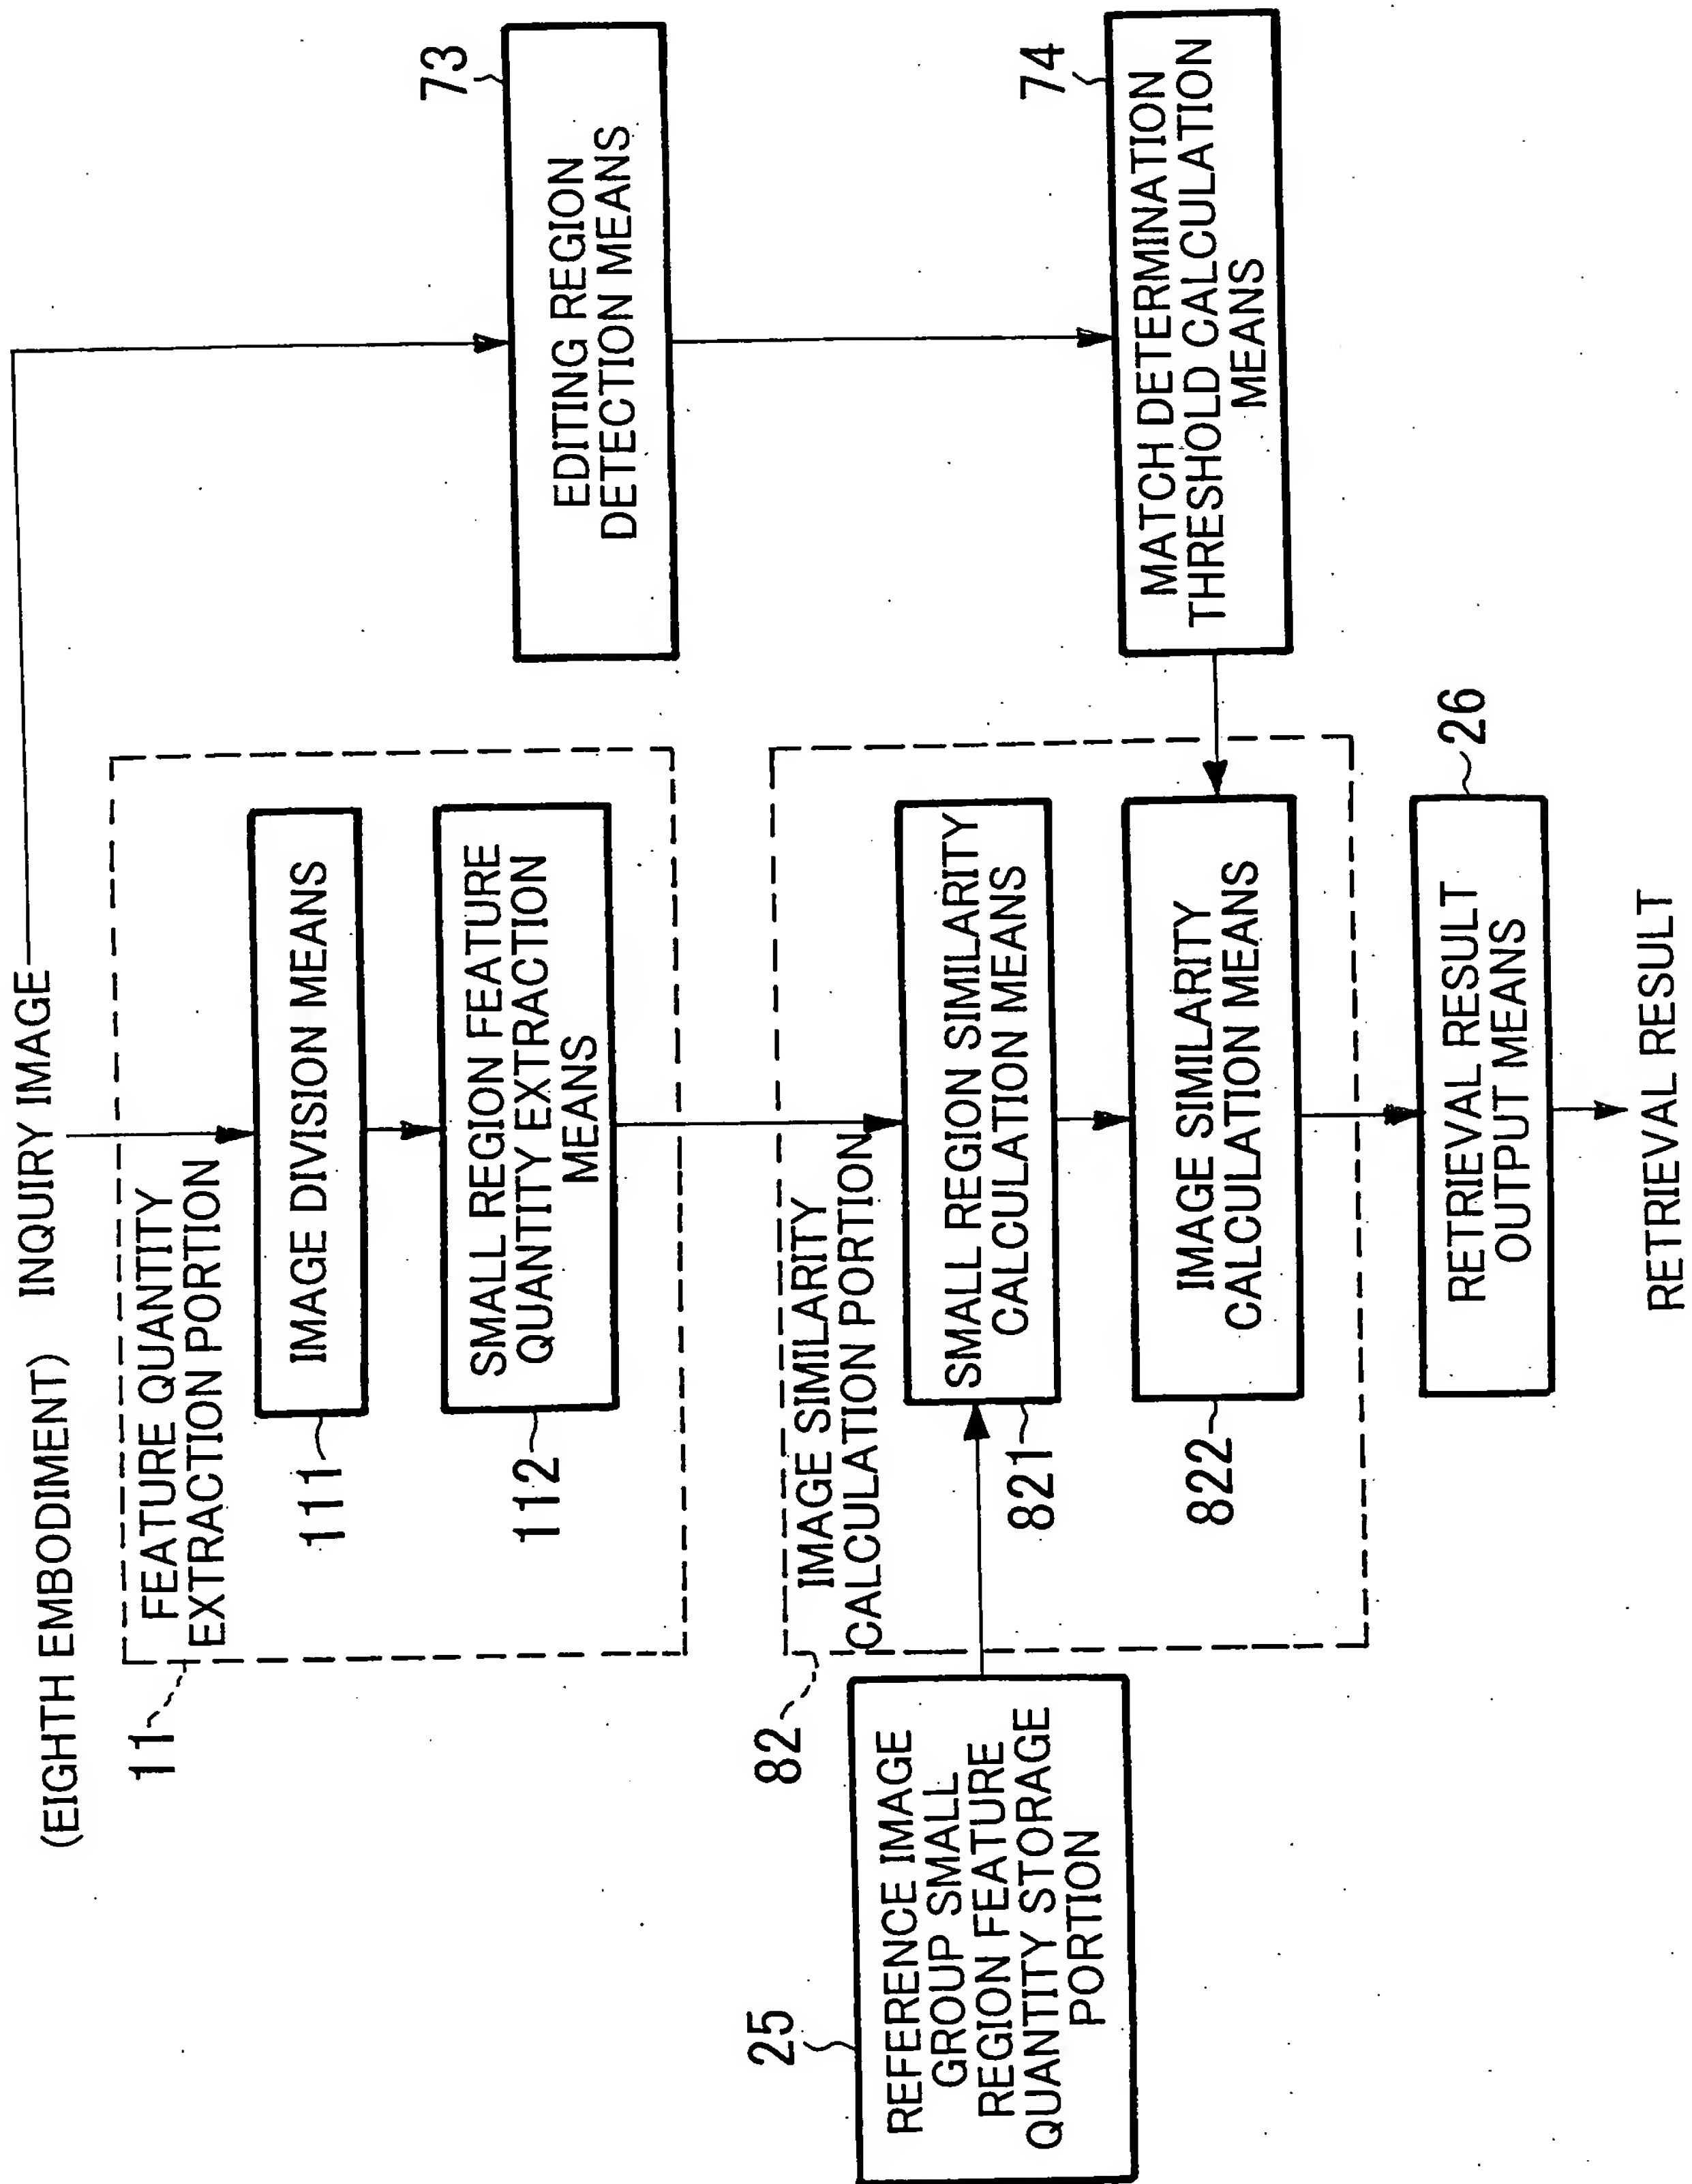 (EIGHTH EMBODIMENT)
INQUIRY IMAGE
11
FEATURE QUANTITY
EXTRACTION PORTION
IMAGE DIVISION MEANS
111
SMALL REGION FEATURE
QUANTITY EXTRACTION
MEANS
112
73
EDITING REGION
DETECTION MEANS
82
IMAGE SIMILARITY
CALCULATION PORTION
SMALL REGION SIMILARITY
CALCULATION MEANS
821
IMAGE SIMILARITY
CALCULATION MEANS
822
74
MATCH DETERMINATION
THRESHOLD CALCULATION
MEANS
25
REFERENCE IMAGE
GROUP SMALL
REGION FEATURE
QUANTITY STORAGE
PORTION
26
RETRIEVAL RESULT
OUTPUT MEANS
RETRIEVAL RESULT